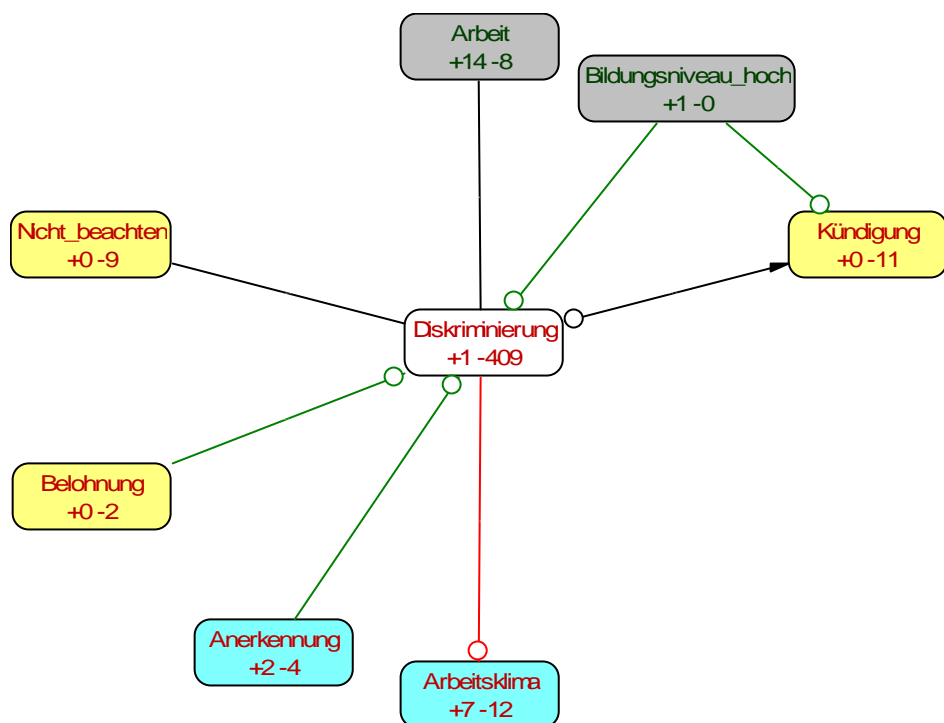 Arbeit
+14 -8
Bildungsniveau_hoch
+1 -0
Nicht_beachten
+0 -9
Kündigung
+0 -11
Diskriminierung
+1 -409
Belohnung
+0 -2
Anerkennung
+2 -4
Arbeitsklima
+7 -12